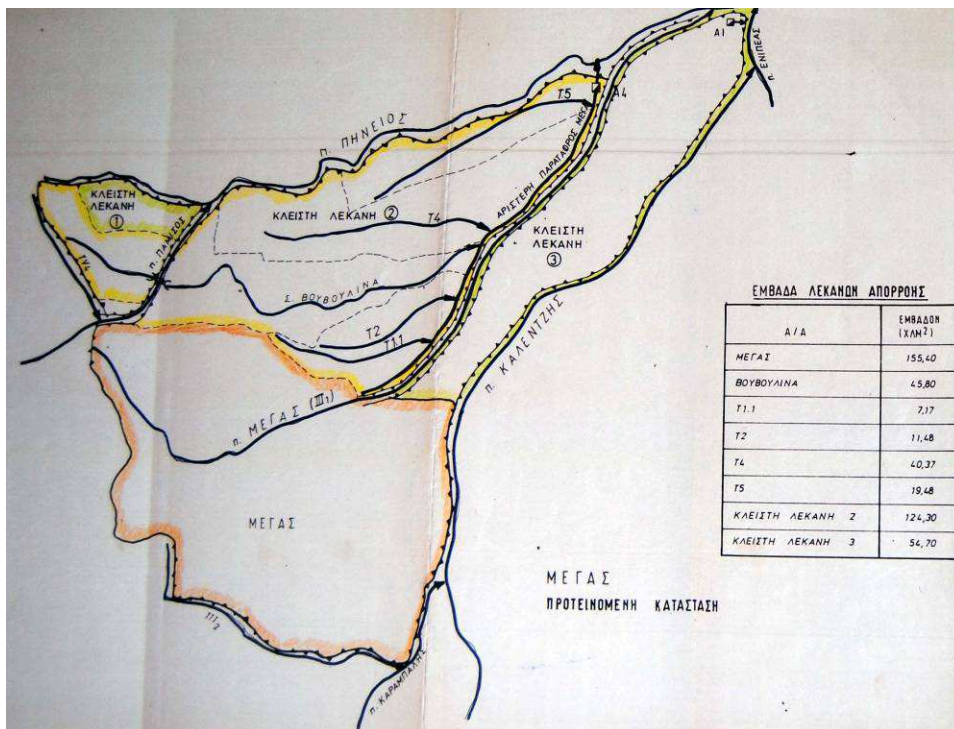 Α1
π. ΕΝΙΠΕΑΣ
Τ5
Α4
π. ΠΗΝΕΙΟΣ
ΑΡΙΣΤΕΡΗ ΠΑΡΑΤΑΦΡΟΣ ΜΕΓΑ
ΚΛΕΙΣΤΗ
ΛΕΚΑΝΗ
①
ΚΛΕΙΣΤΗ ΛΕΚΑΝΗ ②
Τ4
π. ΠΑΜΙΣΟΣ
ΚΛΕΙΣΤΗ
ΛΕΚΑΝΗ
③
Σ. ΒΟΥΒΟΥΛΙΝΑ
Τ2
Τ1.1
π. ΚΑΛΕΝΤΖΗΣ
π. ΜΕΓΑΣ (ΙΙΙ₁)
ΜΕΓΑΣ
ΙΙΙ₂
π. ΚΑΡΑΜΠΑΛΗΣ
ΕΜΒΑΔΑ ΛΕΚΑΝΩΝ ΑΠΟΡΡΟΗΣ
Α/Α ΕΜΒΑΔΟΝ
(ΧΛΜ²)
ΜΕΓΑΣ 155,40
ΒΟΥΒΟΥΛΙΝΑ 45,80
Τ1.1 7,17
Τ2 11,48
Τ4 40,37
Τ5 19,48
ΚΛΕΙΣΤΗ ΛΕΚΑΝΗ 2 124,30
ΚΛΕΙΣΤΗ ΛΕΚΑΝΗ 3 54,70
ΜΕΓΑΣ
ΠΡΟΤΕΙΝΟΜΕΝΗ ΚΑΤΑΣΤΑΣΗ